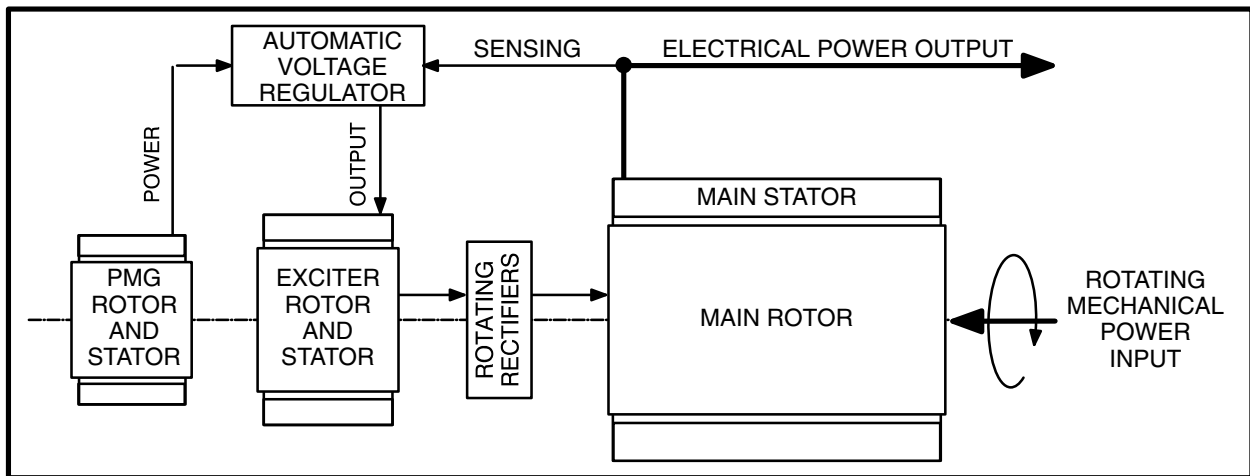 AUTOMATIC
VOLTAGE
REGULATOR
SENSING
ELECTRICAL POWER OUTPUT
POWER
OUTPUT
MAIN STATOR
PMG
ROTOR
AND
STATOR
EXCITER
ROTOR
AND
STATOR
ROTATING
RECTIFIERS
MAIN ROTOR
ROTATING
MECHANICAL
POWER
INPUT